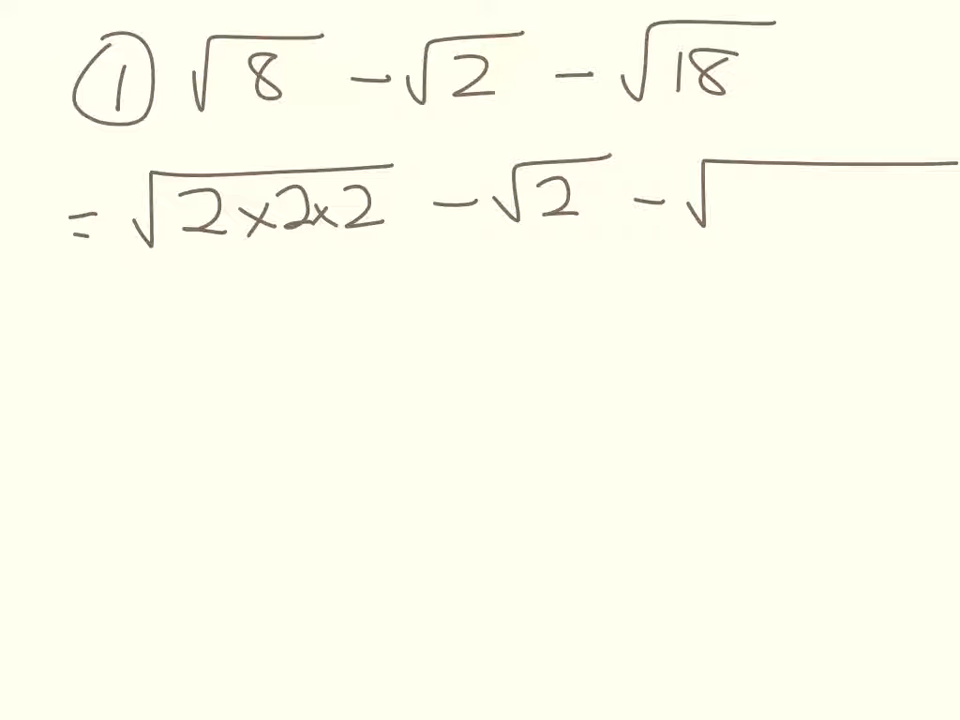 ① √8 - √2 - √18
= √2×2×2 - √2 - √